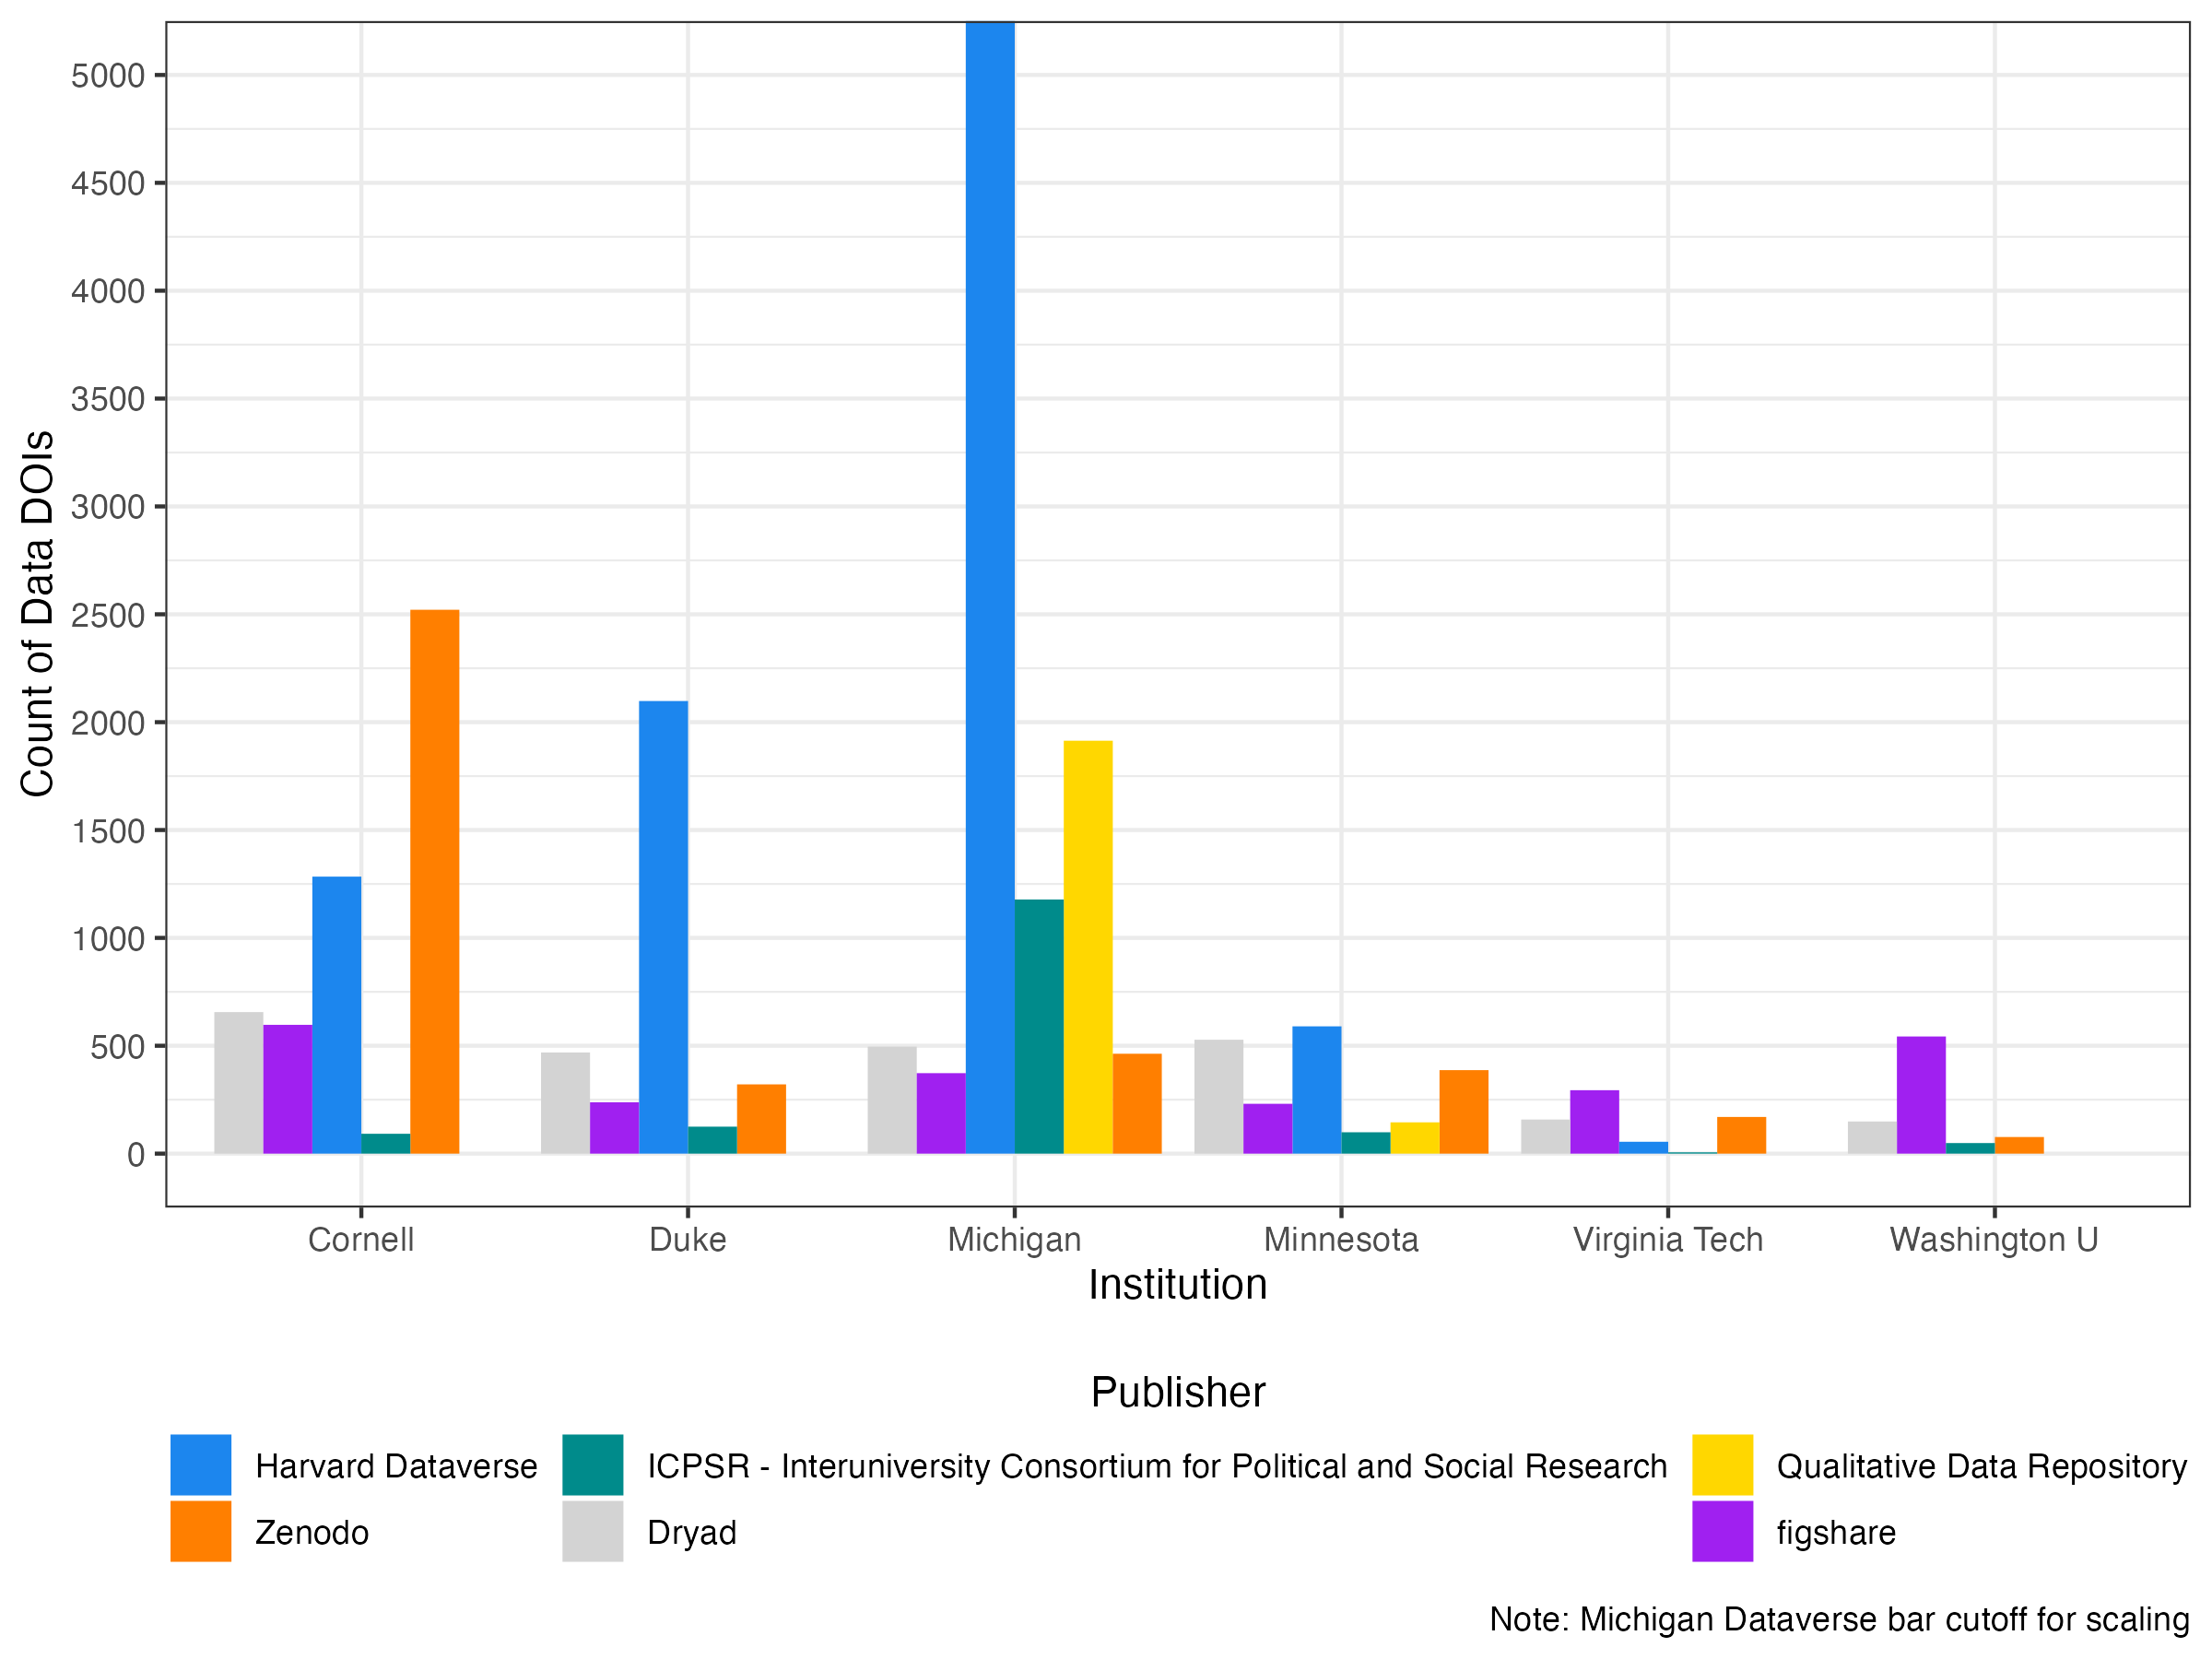 Count of Data DOIs
5000
4500
4000
3500
3000
2500
2000
1500
1000
500
0
Cornell Duke Michigan Minnesota Virginia Tech Washington U
Institution
Publisher
Harvard Dataverse ICPSR - Interuniversity Consortium for Political and Social Research Qualitative Data Repository
Zenodo Dryad figshare
Note: Michigan Dataverse bar cutoff for scaling